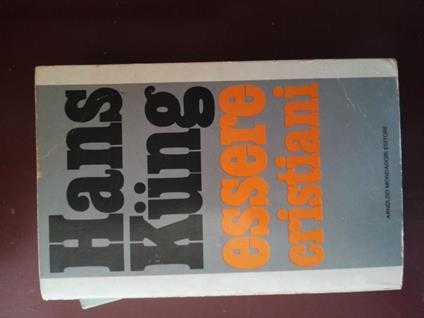 Hans
Küng
essere
cristiani
ARNOLDO MONDADORI EDITORE